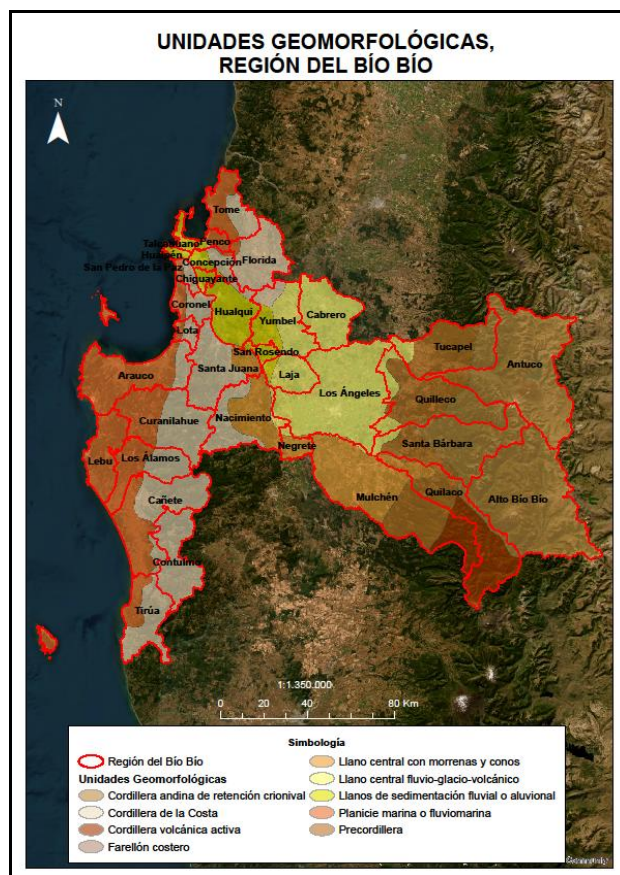 UNIDADES GEOMORFOLÓGICAS,
REGIÓN DEL BÍO BÍO
N
Tome
Talcahuano
Penco
Hualpén
Concepción
Florida
San Pedro de la Paz
Chiguayante
Coronel
Hualqui
Yumbel
Cabrero
Lota
San Rosendo
Tucapel
Antuco
Arauco
Santa Juana
Laja
Los Ángeles
Quilleco
Curanilahue
Nacimiento
Santa Bárbara
Negrete
Lebu
Los Álamos
Cañete
Mulchén
Quilaco
Alto Bío Bío
Contulmo
Tirúa
1:1.350.000
0 20 40 80 Km
Simbología
Región del Bío Bío
Unidades Geomorfológicas
Cordillera andina de retención crionival
Cordillera de la Costa
Cordillera volcánica activa
Farellón costero
Llano central con morrenas y conos
Llano central fluvio-glacio-volcánico
Llanos de sedimentación fluvial o aluvional
Planicie marina o fluviomarina
Precordillera